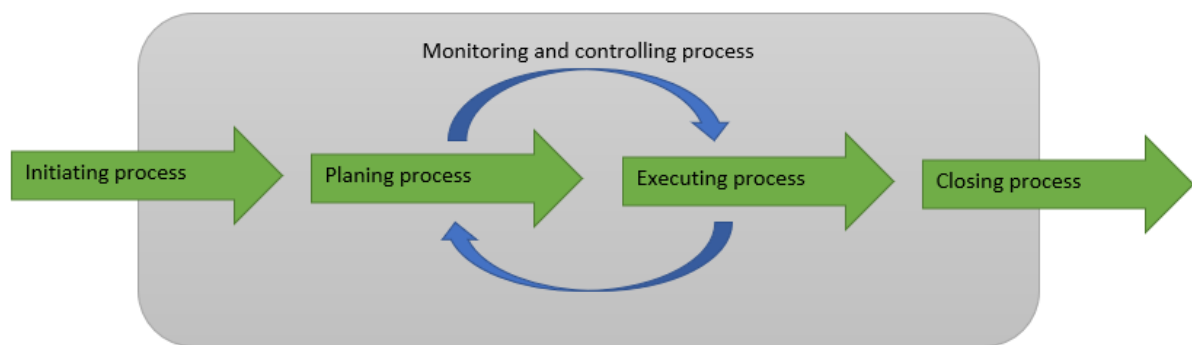 Monitoring and controlling process
Initiating process
Planing process
Executing process
Closing process